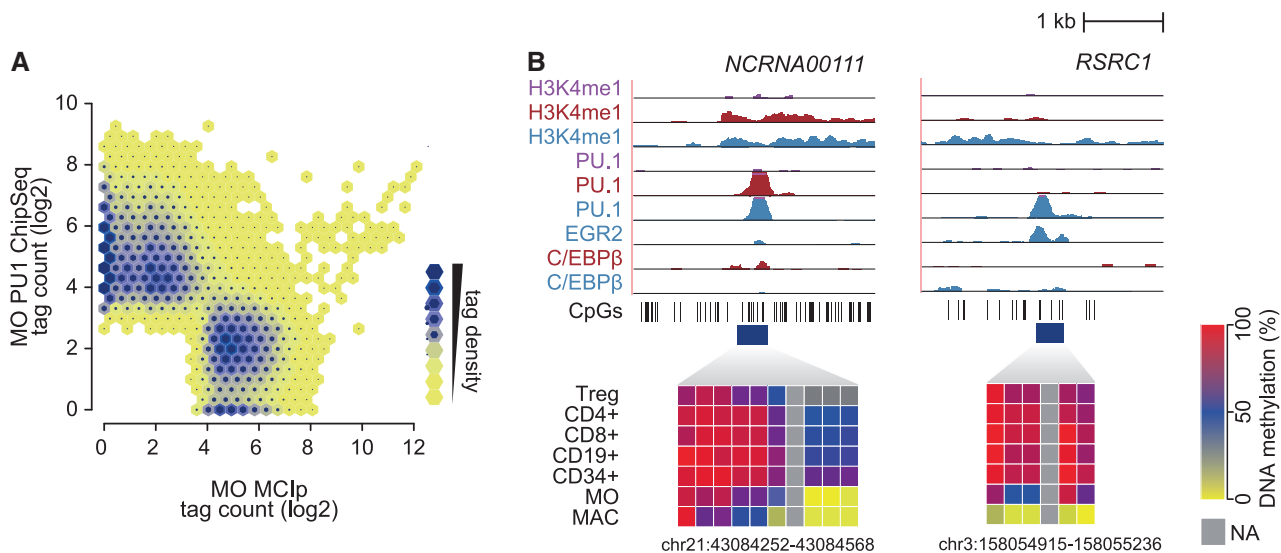 1 kb
A
B
NCRNA00111
RSRC1
H3K4me1
H3K4me1
H3K4me1
PU.1
PU.1
PU.1
EGR2
C/EBPβ
C/EBPβ
CpGs
10
8
6
4
2
0
MO PU1 ChipSeq
tag count (log2)
0 2 4 6 8 10 12
MO MCIp
tag count (log2)
tag density
Treg
CD4+
CD8+
CD19+
CD34+
MO
MAC
chr21:43084252-43084568
chr3:158054915-158055236
100
50
0
DNA methylation (%)
NA